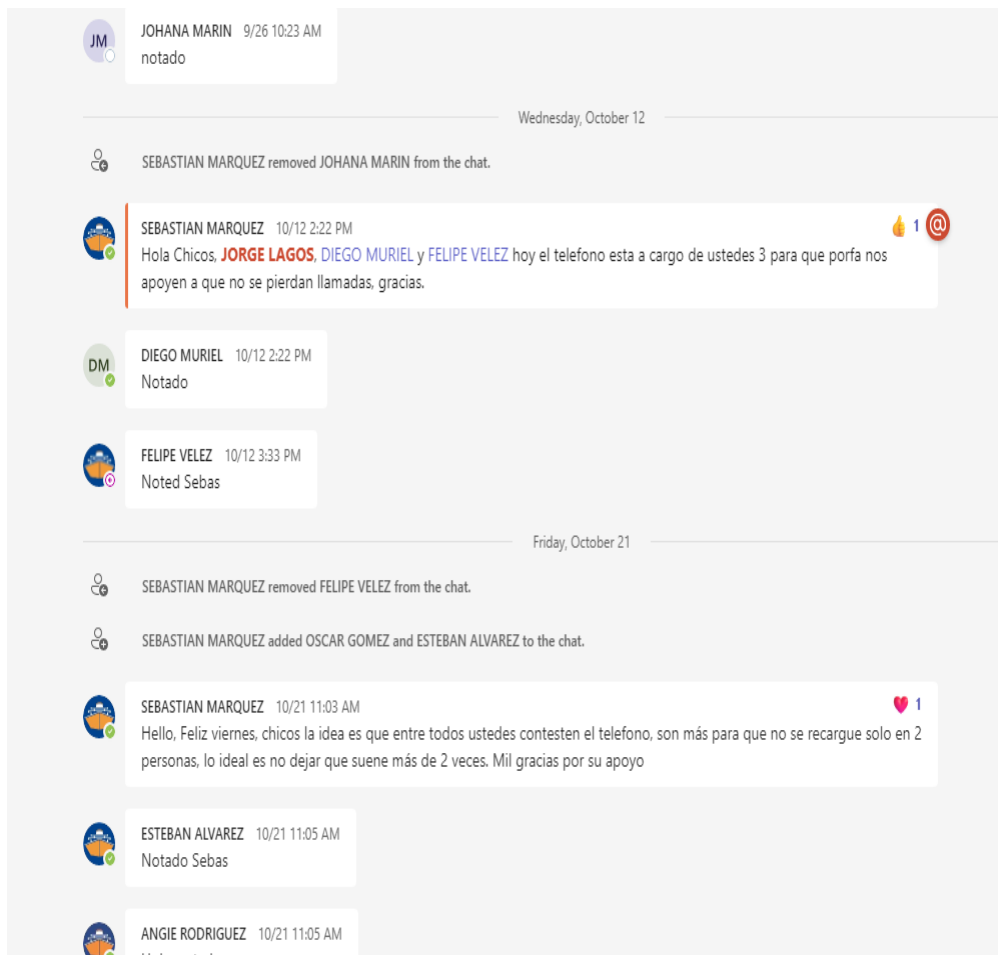 JM
JOHANA MARIN 9/26 10:23 AM
notado
Wednesday, October 12
SEBASTIAN MARQUEZ removed JOHANA MARIN from the chat.
SEBASTIAN MARQUEZ 10/12 2:22 PM
👍 1 @
Hola Chicos, JORGE LAGOS, DIEGO MURIEL y FELIPE VELEZ hoy el telefono esta a cargo de ustedes 3 para que porfa nos
apoyen a que no se pierdan llamadas, gracias.
DM
DIEGO MURIEL 10/12 2:22 PM
Notado
FELIPE VELEZ 10/12 3:33 PM
Noted Sebas
Friday, October 21
SEBASTIAN MARQUEZ removed FELIPE VELEZ from the chat.
SEBASTIAN MARQUEZ added OSCAR GOMEZ and ESTEBAN ALVAREZ to the chat.
SEBASTIAN MARQUEZ 10/21 11:03 AM
1
Hello, Feliz viernes, chicos la idea es que entre todos ustedes contesten el telefono, son más para que no se recargue solo en 2
personas, lo ideal es no dejar que suene más de 2 veces. Mil gracias por su apoyo
ESTEBAN ALVAREZ 10/21 11:05 AM
Notado Sebas
ANGIE RODRIGUEZ 10/21 11:05 AM